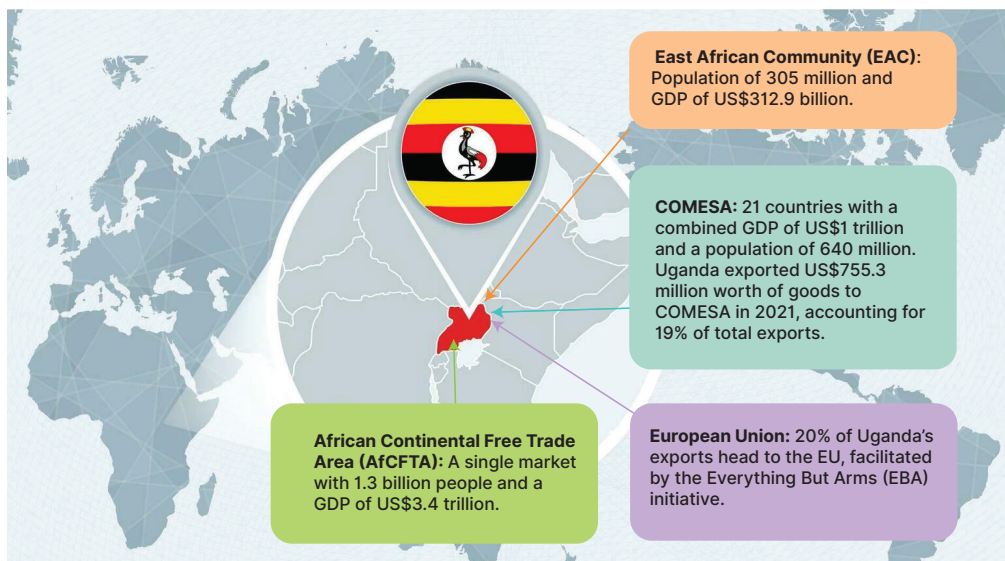 East African Community (EAC):
Population of 305 million and
GDP of US$312.9 billion.
COMESA: 21 countries with a
combined GDP of US$1 trillion
and a population of 640 million.
Uganda exported US$755.3
million worth of goods to
COMESA in 2021, accounting for
19% of total exports.
African Continental Free Trade
Area (AfCFTA): A single market
with 1.3 billion people and a
GDP of US$3.4 trillion.
European Union: 20% of Uganda’s
exports head to the EU, facilitated
by the Everything But Arms (EBA)
initiative.